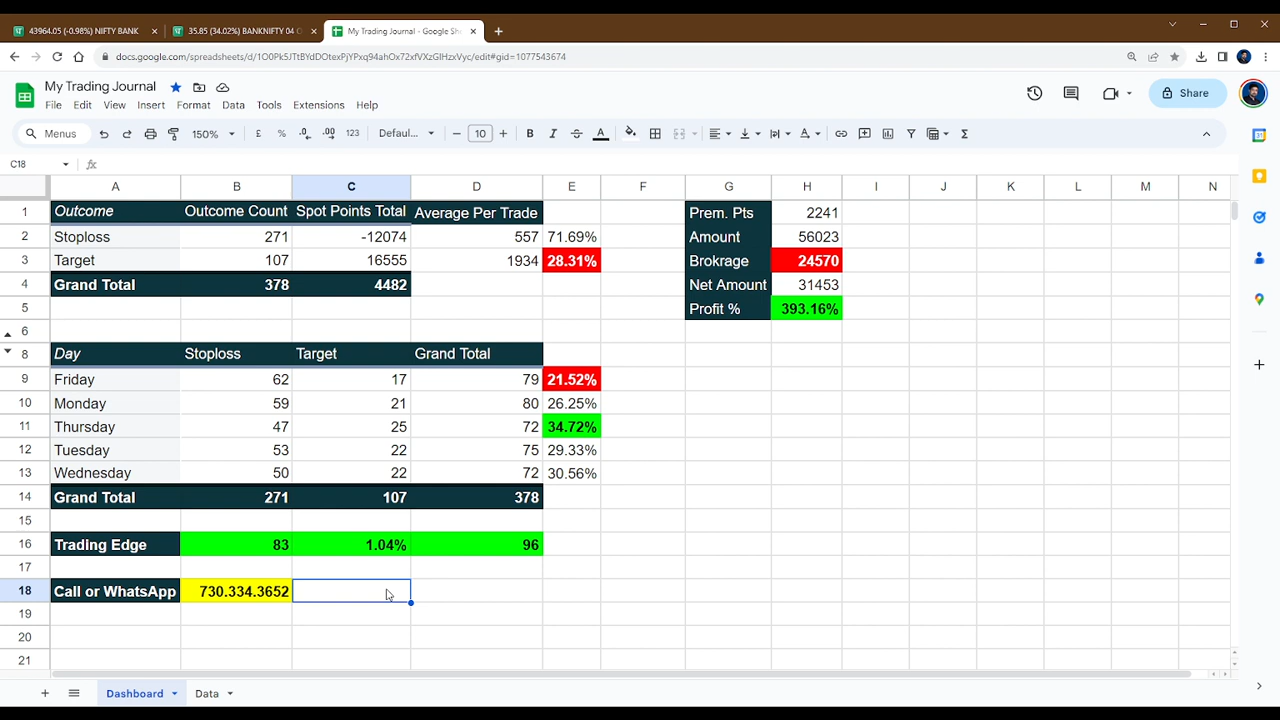 43964.05 (-0.98%) NIFTY BANK
35.85 (34.02%) BANKNIFTY 04 O
My Trading Journal - Google She
docs.google.com/spreadsheets/d/
/edit#gid=1077543674
My Trading Journal
File Edit View Insert Format Data Tools Extensions Help
Share
Menus 150% £ % .0 .00 123 Defaul... 10 B I S A
C18 fx
A B C D E F G H I J K L M N
1 Outcome Outcome Count Spot Points Total Average Per Trade Prem. Pts 2241
2 Stoploss 271 -12074 557 71.69% Amount 56023
3 Target 107 16555 1934 28.31% Brokrage 24570
4 Grand Total 378 4482 Net Amount 31453
5 Profit % 393.16%
6
8 Day Stoploss Target Grand Total
9 Friday 62 17 79 21.52%
10 Monday 59 21 80 26.25%
11 Thursday 47 25 72 34.72%
12 Tuesday 53 22 75 29.33%
13 Wednesday 50 22 72 30.56%
14 Grand Total 271 107 378
15
16 Trading Edge 83 1.04% 96
17
18 Call or WhatsApp 730.334.3652
19
20
21
Dashboard Data